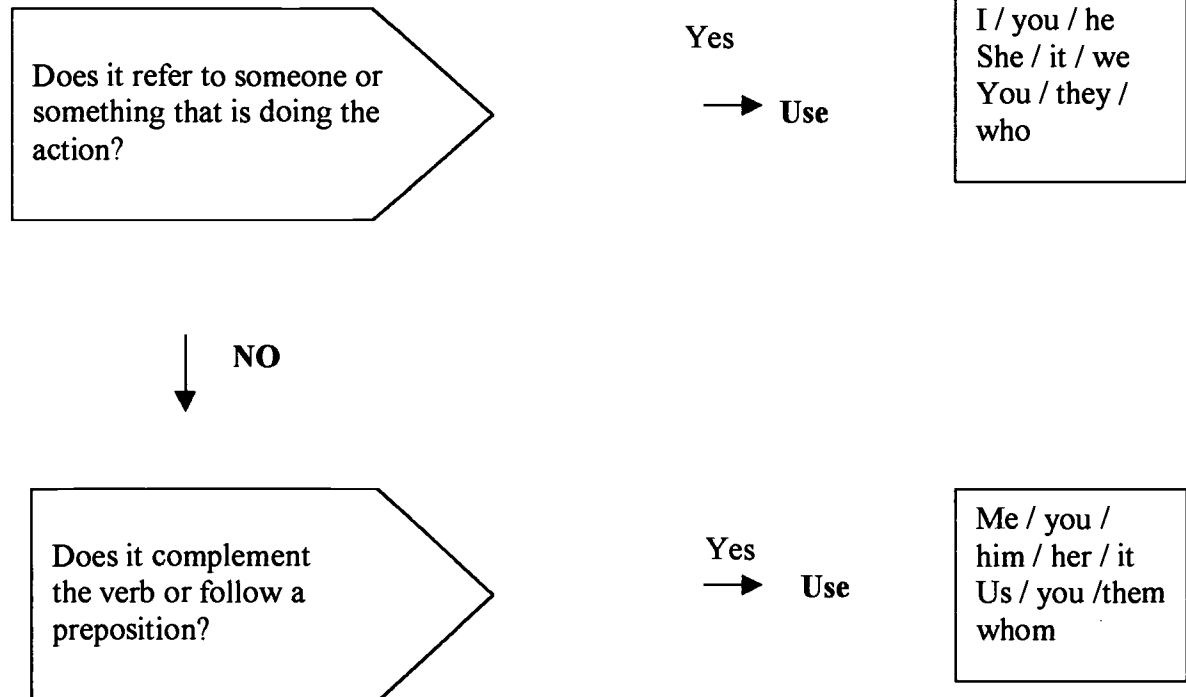 Does it refer to someone or
something that is doing the
action?
Yes
Use
I / you / he
She / it / we
You / they /
who
NO
Does it complement
the verb or follow a
preposition?
Yes
Use
Me / you /
him / her / it
Us / you /them
whom